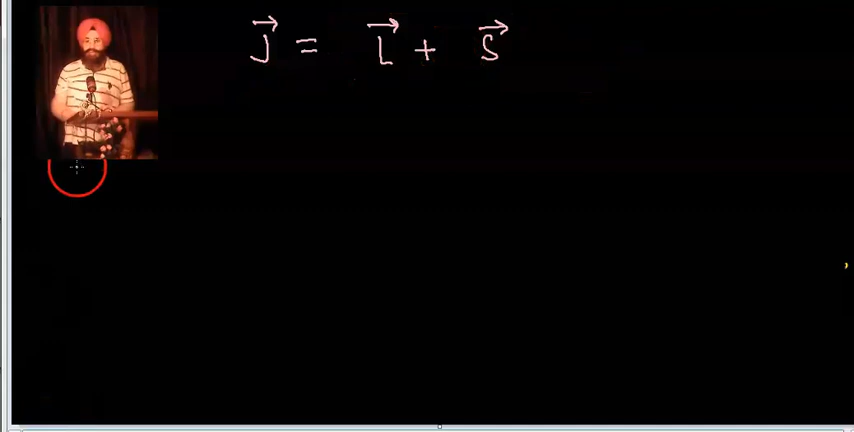 J⃗ = L⃗ + S⃗